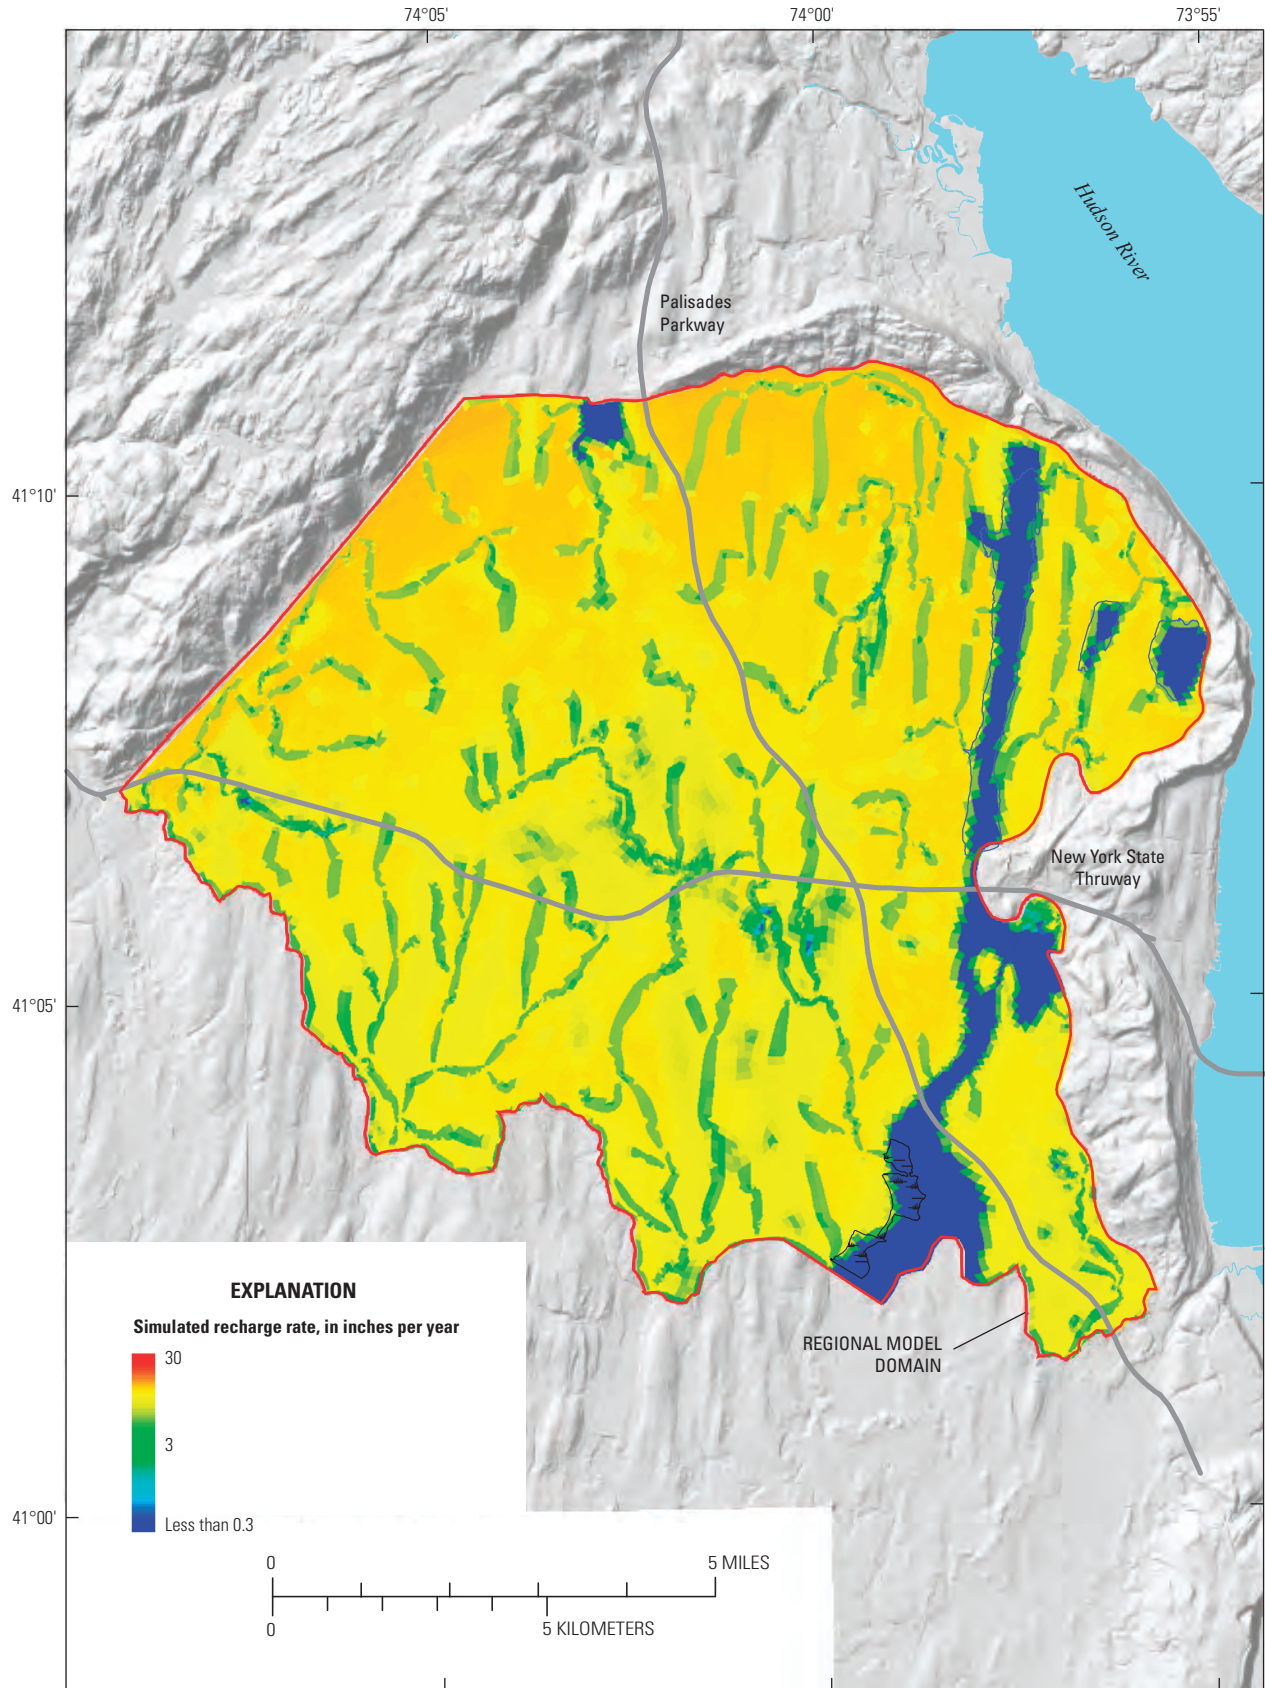 74°05'
74°00'
73°55'
Hudson River
Palisades
Parkway
41°10'
New York State
Thruway
41°05'
EXPLANATION
Simulated recharge rate, in inches per year
30
3
Less than 0.3
REGIONAL MODEL
DOMAIN
41°00'
0
5 MILES
0
5 KILOMETERS